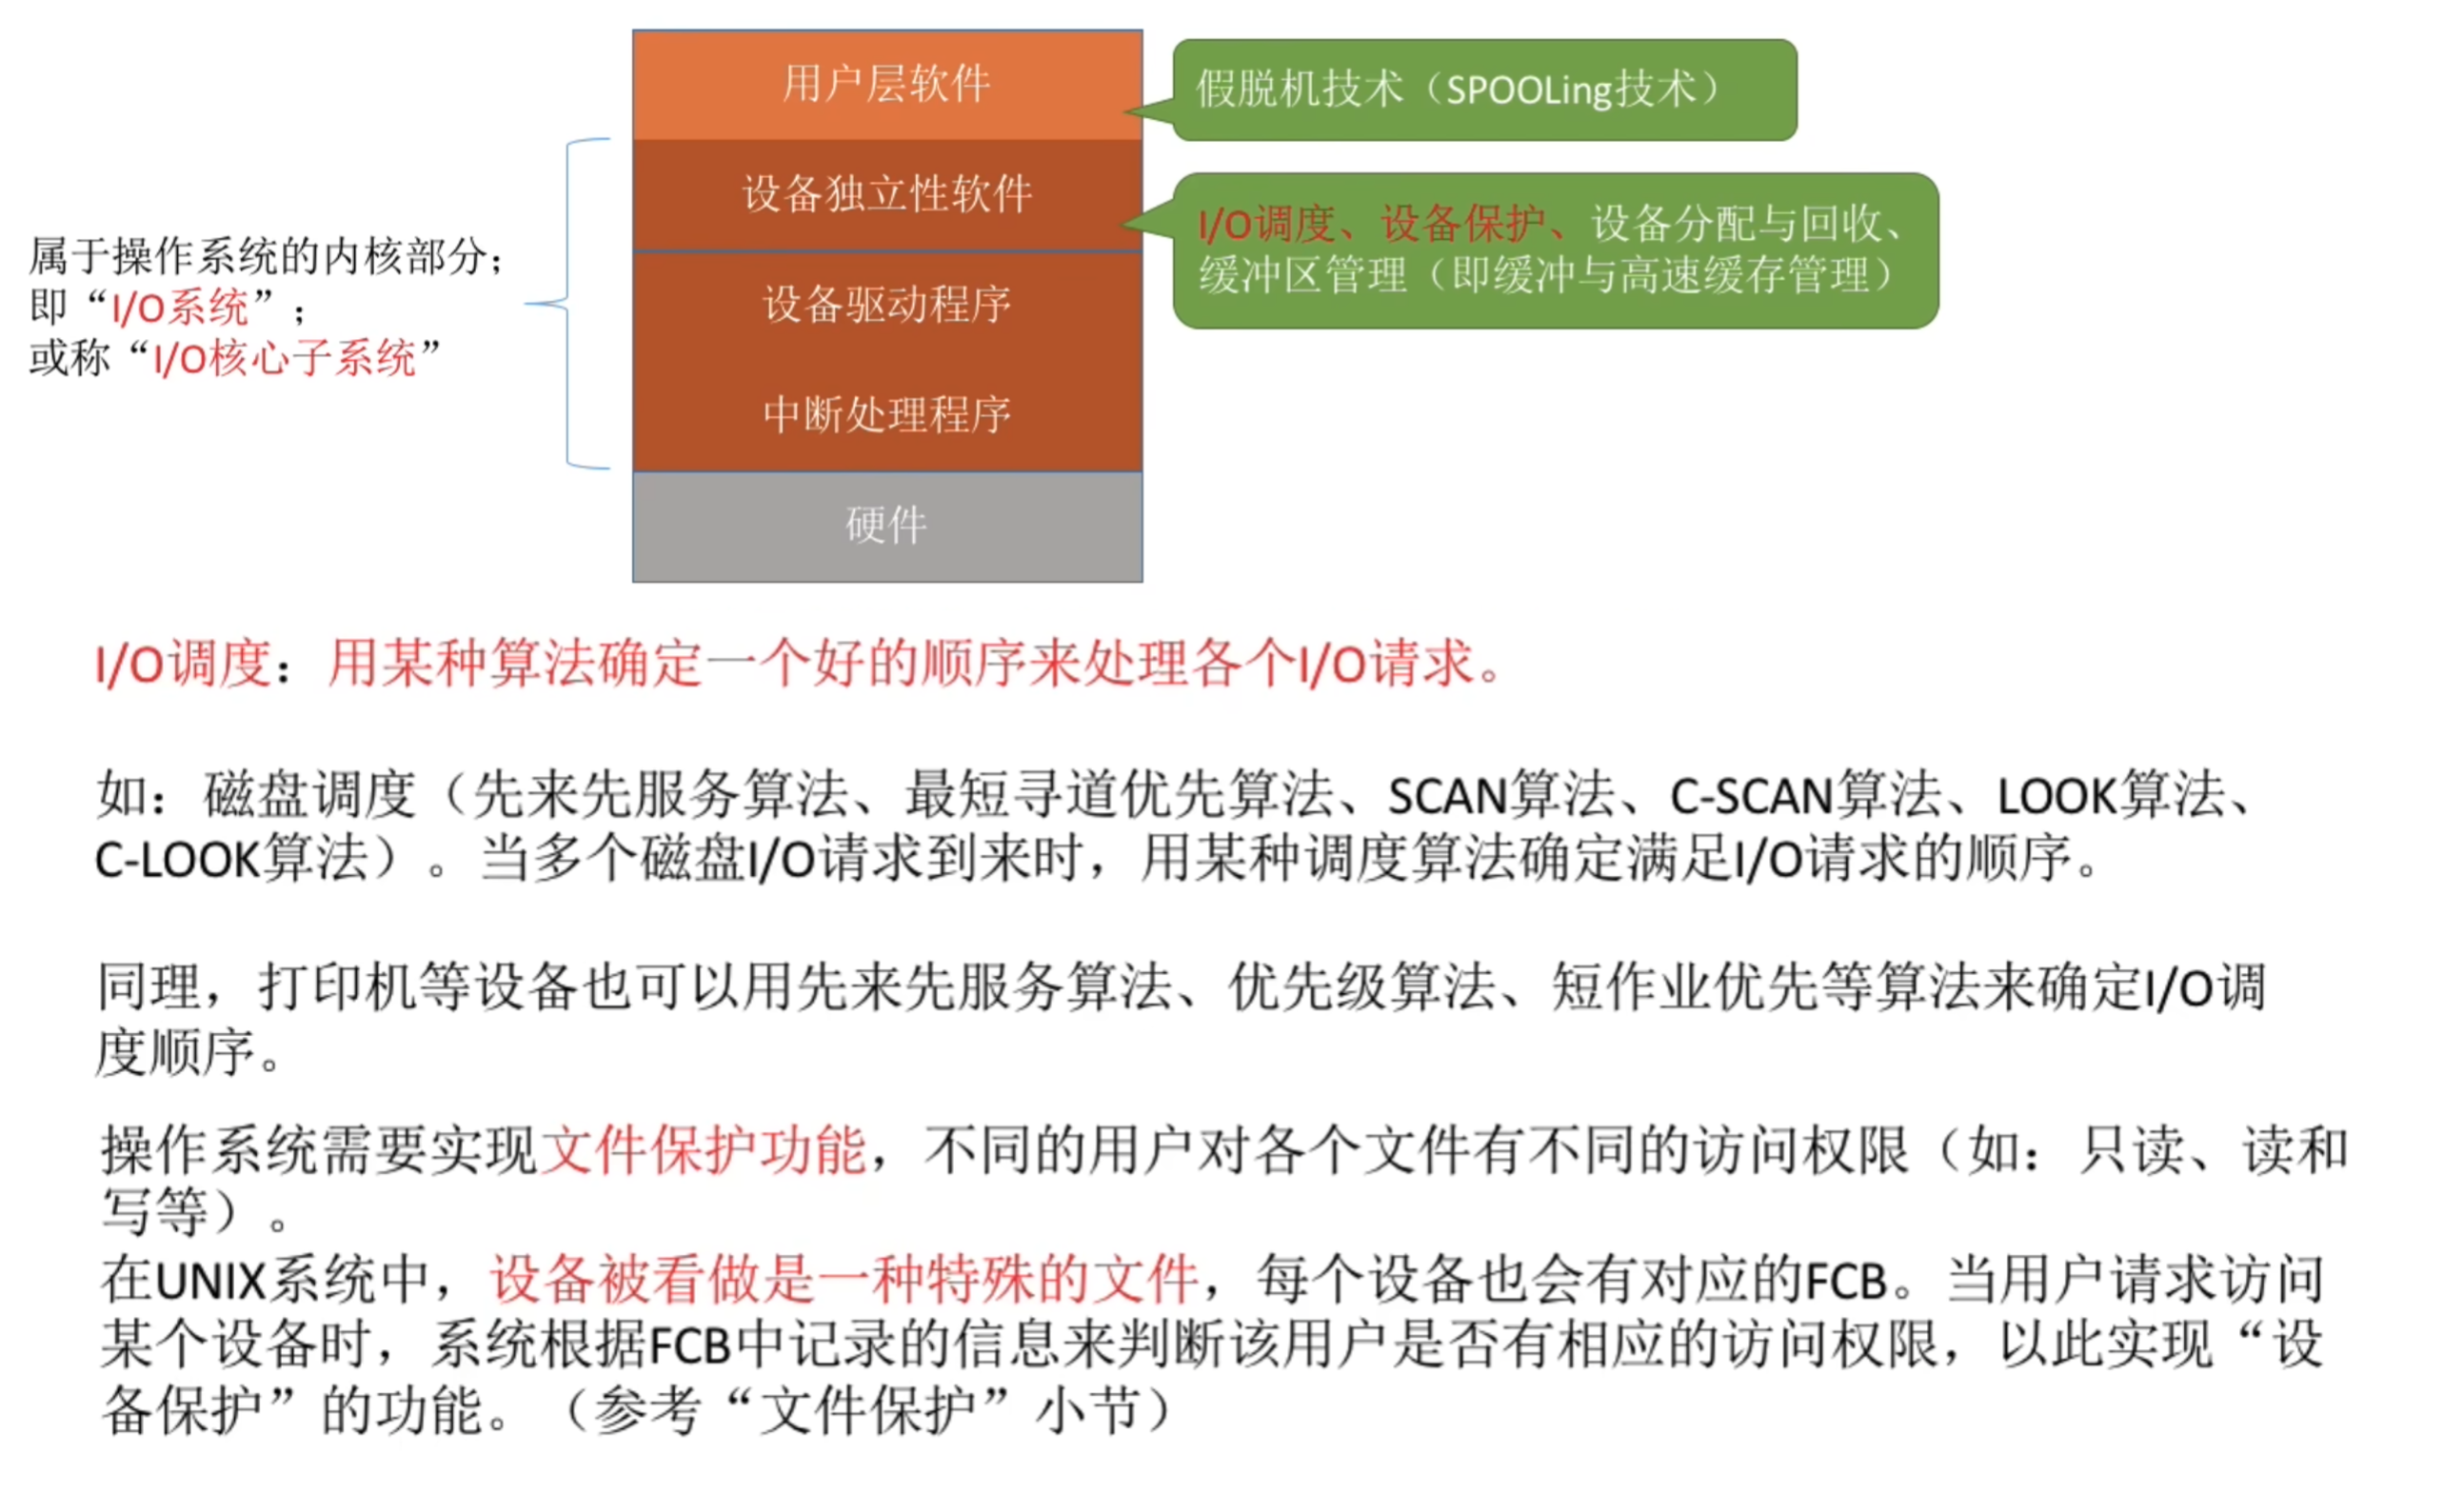 用户层软件
假脱机技术（SPOOLing技术）
设备独立性软件
I/O调度、设备保护、设备分配与回收、
缓冲区管理（即缓冲与高速缓存管理）
属于操作系统的内核部分；
即“I/O系统”；
或称“I/O核心子系统”
设备驱动程序
中断处理程序
硬件
I/O调度：用某种算法确定一个好的顺序来处理各个I/O请求。
如：磁盘调度（先来先服务算法、最短寻道优先算法、SCAN算法、C-SCAN算法、LOOK算法、
C-LOOK算法）。当多个磁盘I/O请求到来时，用某种调度算法确定满足I/O请求的顺序。
同理，打印机等设备也可以用先来先服务算法、优先级算法、短作业优先等算法来确定I/O调
度顺序。
操作系统需要实现文件保护功能，不同的用户对各个文件有不同的访问权限（如：只读、读和
写等）。
在UNIX系统中，设备被看做是一种特殊的文件，每个设备也会有对应的FCB。当用户请求访问
某个设备时，系统根据FCB中记录的信息来判断该用户是否有相应的访问权限，以此实现“设
备保护”的功能。（参考“文件保护”小节）